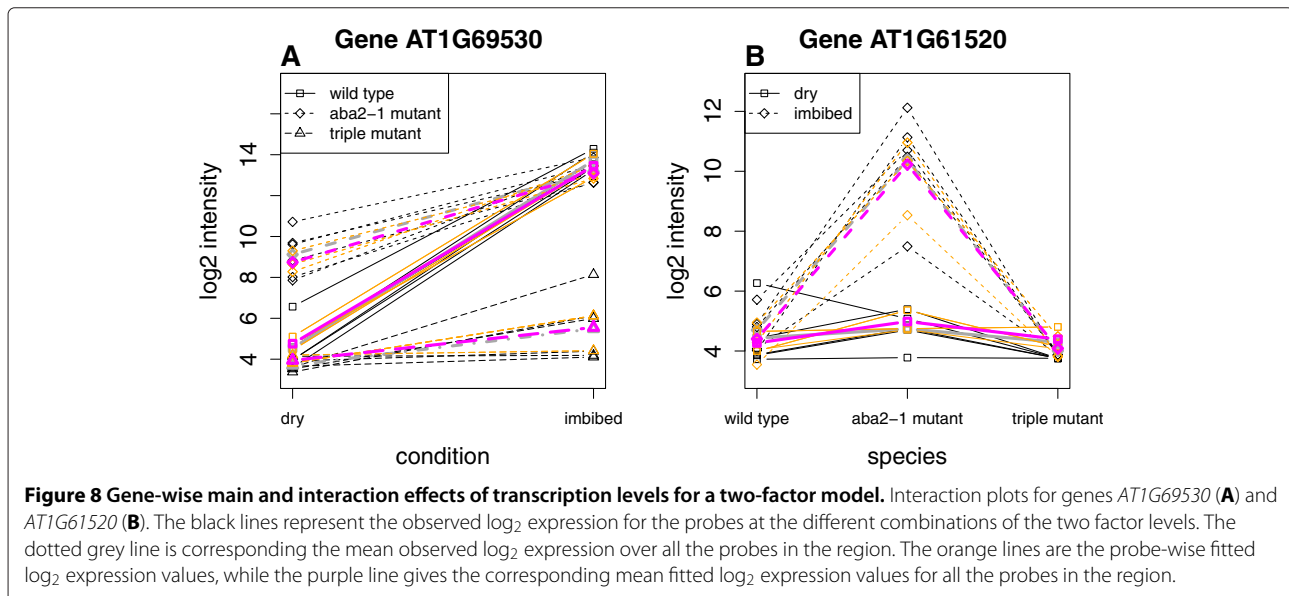 A
Gene AT1G69530
wild type
aba2−1 mutant
triple mutant
14
12
10
8
6
4
log2 intensity
dry
imbibed
condition
B
Gene AT1G61520
dry
imbibed
12
10
8
6
4
log2 intensity
wild type
aba2−1 mutant
triple mutant
species
Figure 8 Gene-wise main and interaction effects of transcription levels for a two-factor model. Interaction plots for genes AT1G69530 (A) and
AT1G61520 (B). The black lines represent the observed log2 expression for the probes at the different combinations of the two factor levels. The
dotted grey line is corresponding the mean observed log2 expression over all the probes in the region. The orange lines are the probe-wise fitted
log2 expression values, while the purple line gives the corresponding mean fitted log2 expression values for all the probes in the region.